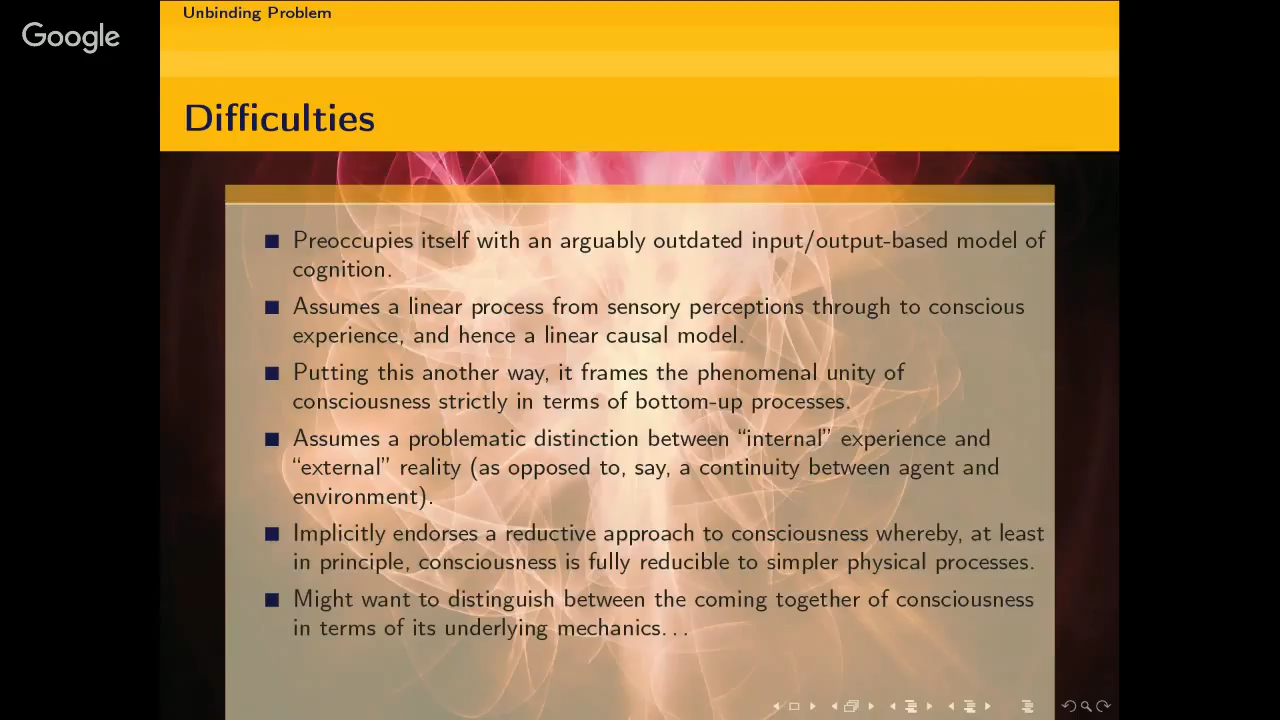 Unbinding Problem
Google
Difficulties
Preoccupies itself with an arguably outdated input/output-based model of
cognition.
Assumes a linear process from sensory perceptions through to conscious
experience, and hence a linear causal model.
Putting this another way, it frames the phenomenal unity of
consciousness strictly in terms of bottom-up processes.
Assumes a problematic distinction between “internal” experience and
“external” reality (as opposed to, say, a continuity between agent and
environment).
Implicitly endorses a reductive approach to consciousness whereby, at least
in principle, consciousness is fully reducible to simpler physical processes.
Might want to distinguish between the coming together of consciousness
in terms of its underlying mechanics...